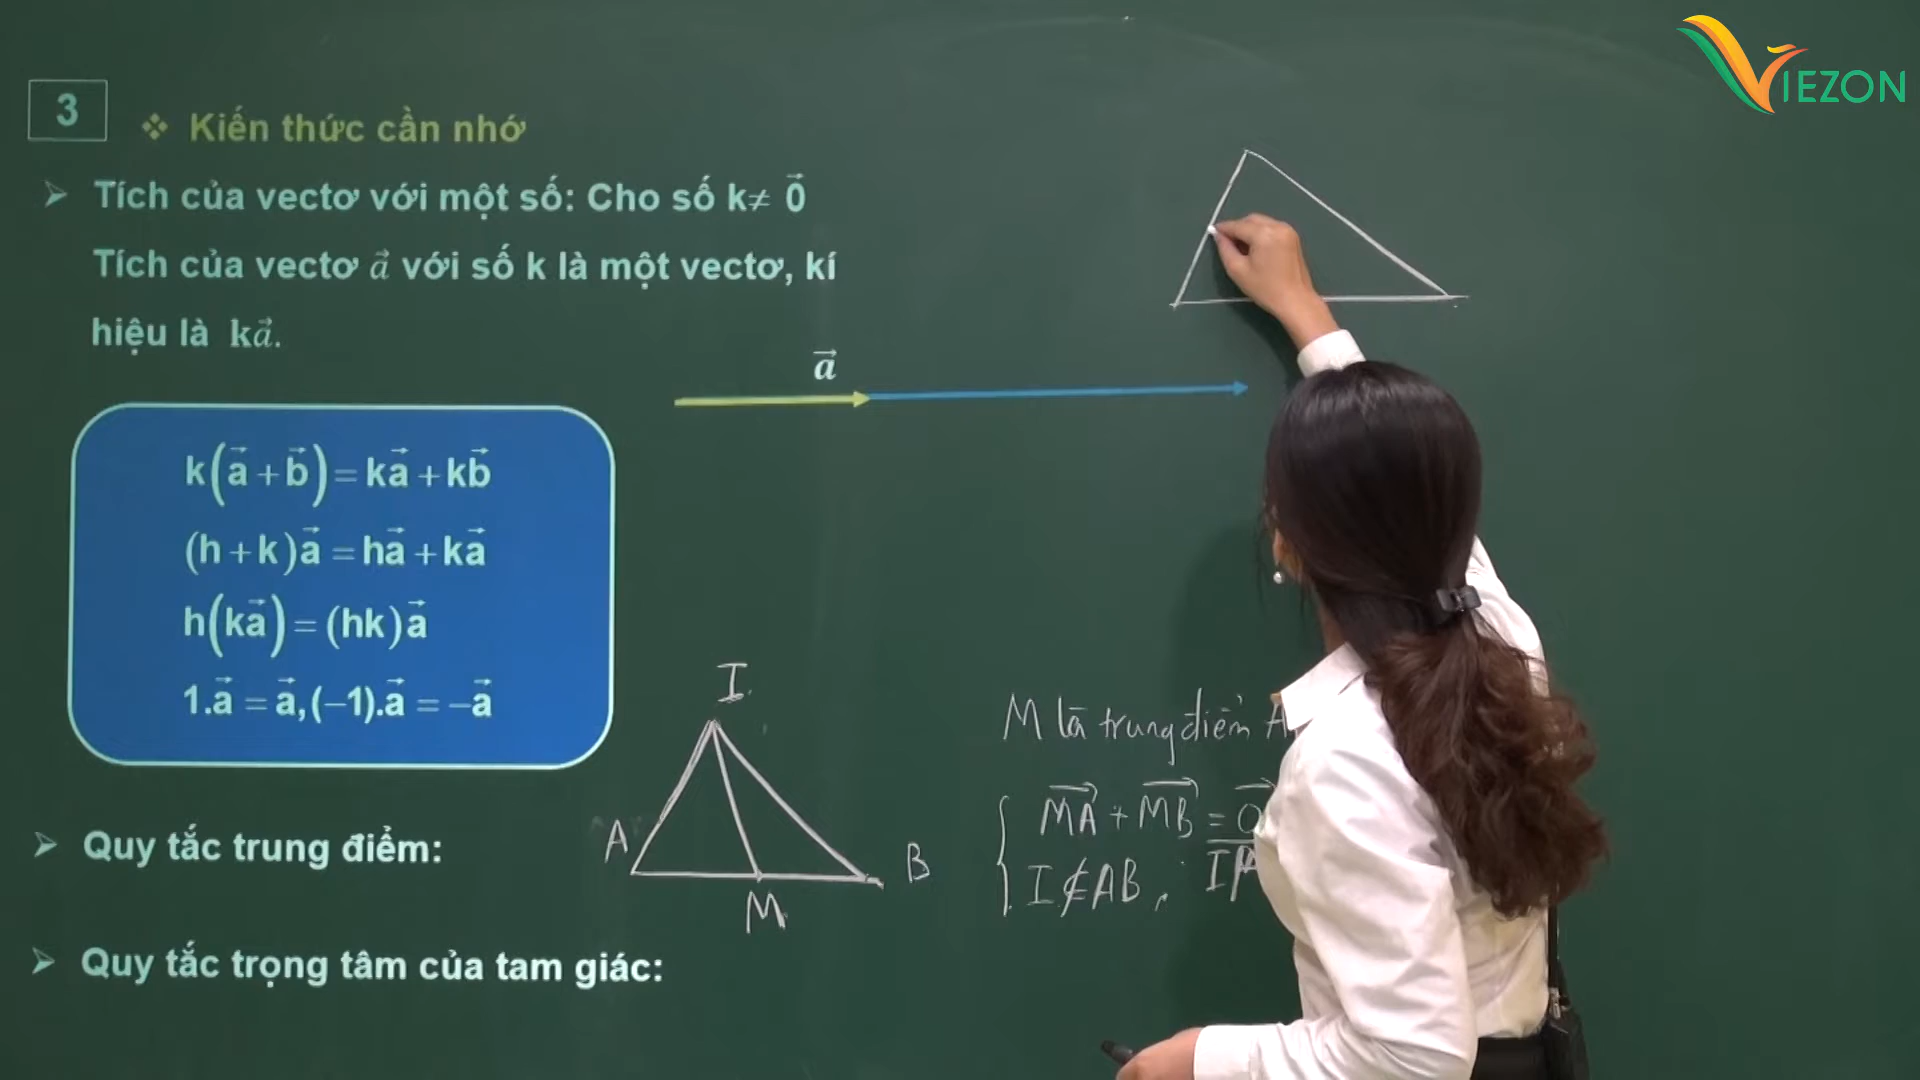 VIEZON
3
❖ Kiến thức cần nhớ
➢ Tích của vectơ với một số: Cho số k≠ 0⃗
Tích của vectơ a⃗ với số k là một vectơ, kí
hiệu là ka⃗.
a⃗
k(a⃗ + b⃗) = ka⃗ + kb⃗
(h + k)a⃗ = ha⃗ + ka⃗
h(ka⃗) = (hk)a⃗
1.a⃗ = a⃗, (−1).a⃗ = −a⃗
I
A
B
M
M là trung điểm A
MA⃗ + MB⃗ = 0⃗
I ∉ AB, I
➢ Quy tắc trung điểm:
➢ Quy tắc trọng tâm của tam giác: